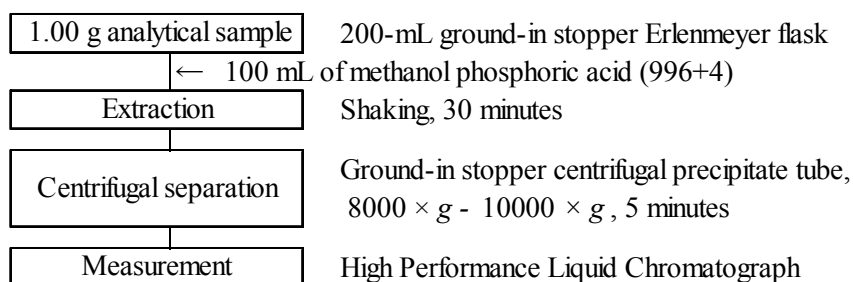 1.00 g analytical sample 200-mL ground-in stopper Erlenmeyer flask
← 100 mL of methanol phosphoric acid (996+4)
Extraction Shaking, 30 minutes
Centrifugal separation Ground-in stopper centrifugal precipitate tube,
8000 × g - 10000 × g , 5 minutes
Measurement High Performance Liquid Chromatograph